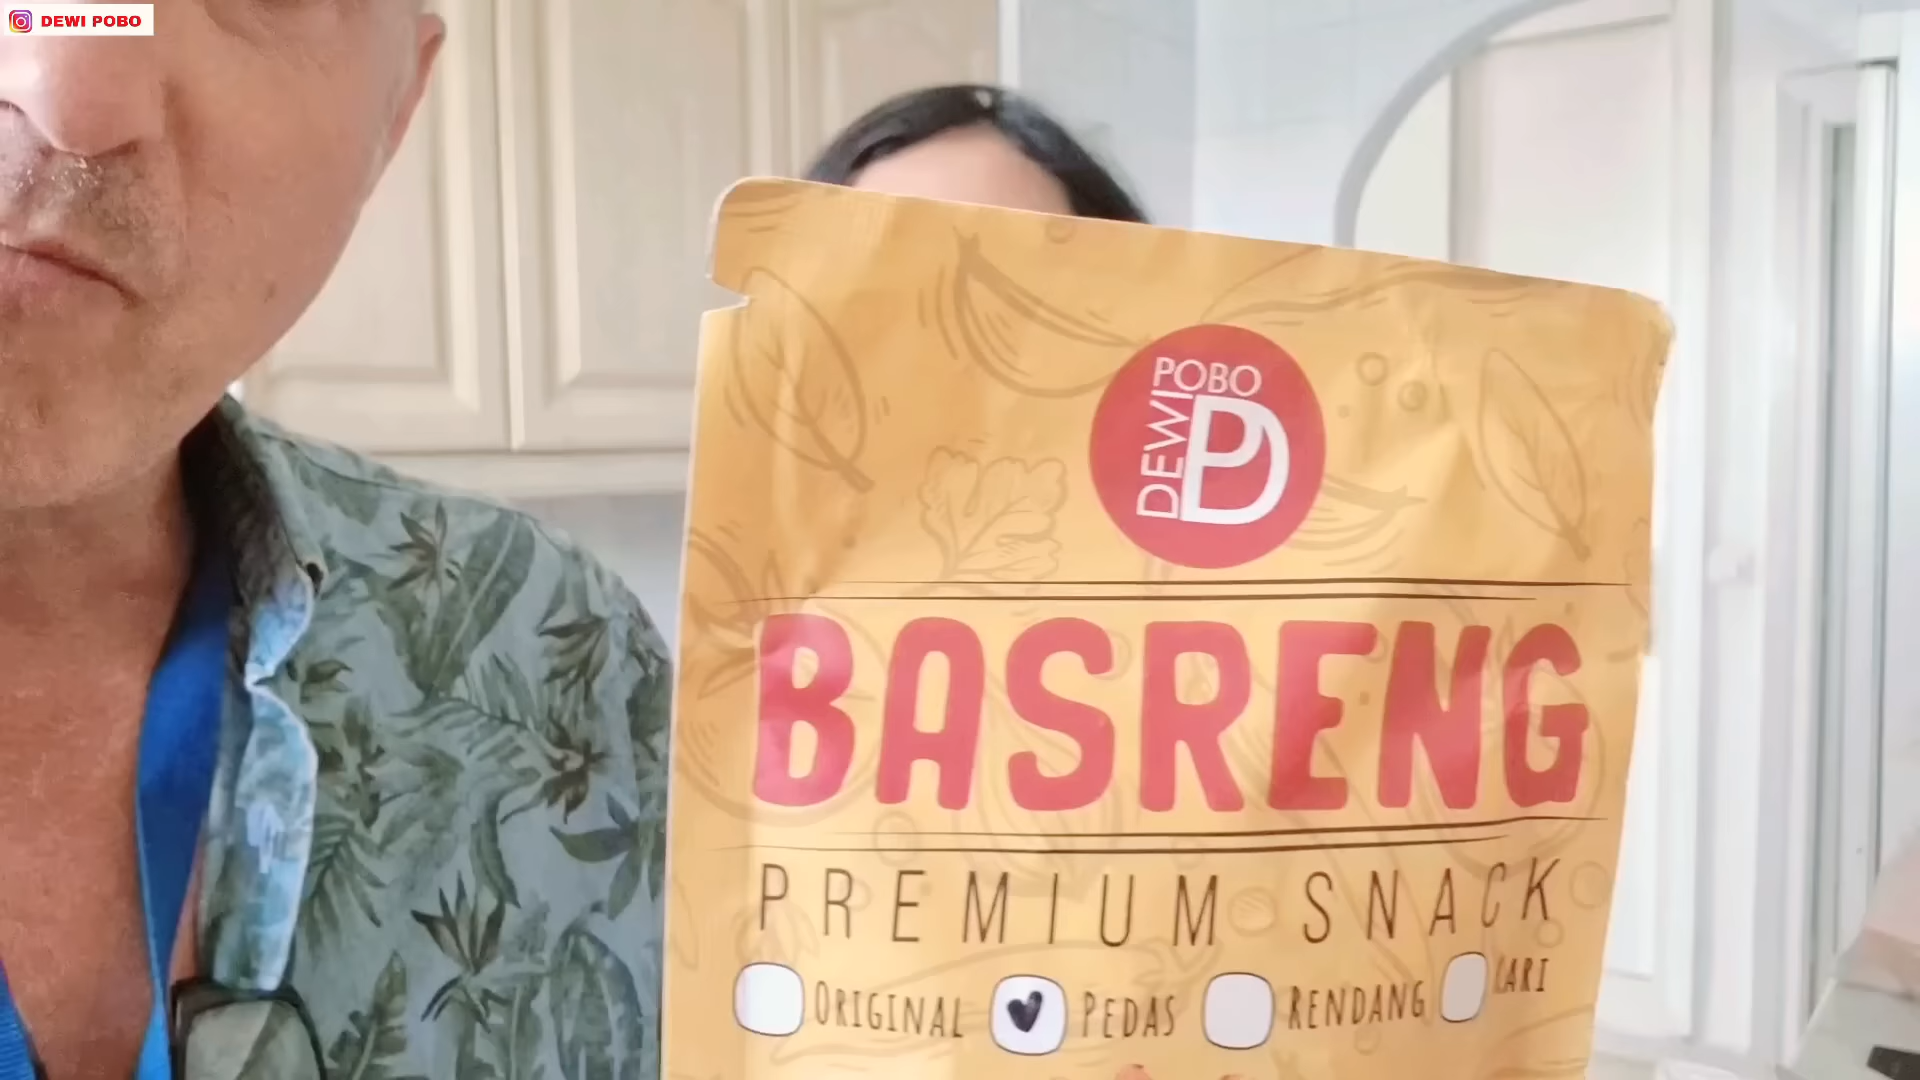 DEWI POBO
POBO
DEWI
BASRENG
PREMIUM SNACK
ORIGINAL PEDAS RENDANG KARI